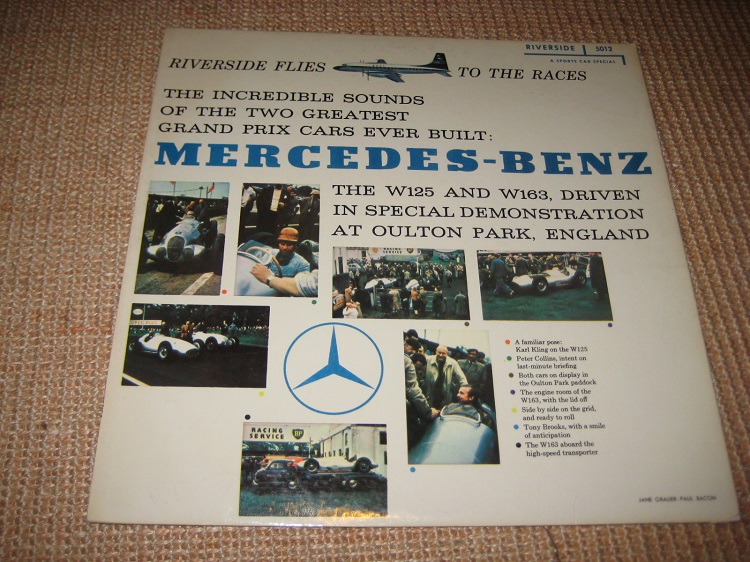 RIVERSIDE 5012
A SPORTS CAR SPECIAL
RIVERSIDE FLIES TO THE RACES
THE INCREDIBLE SOUNDS
OF THE TWO GREATEST
GRAND PRIX CARS EVER BUILT:
MERCEDES-BENZ
THE W125 AND W163, DRIVEN
IN SPECIAL DEMONSTRATION
AT OULTON PARK, ENGLAND
RACING SERVICE
A familiar pose:
Karl Kling on the W125
Peter Collins, intent on
last-minute briefing
Both cars on display in
the Oulton Park paddock
The engine room of the
W163, with the lid off
Side by side on the grid,
and ready to roll
Tony Brooks, with a smile
of anticipation
The W163 aboard the
high-speed transporter
RACING
SERVICE
BP
JANE GRAUER-PAUL BACON